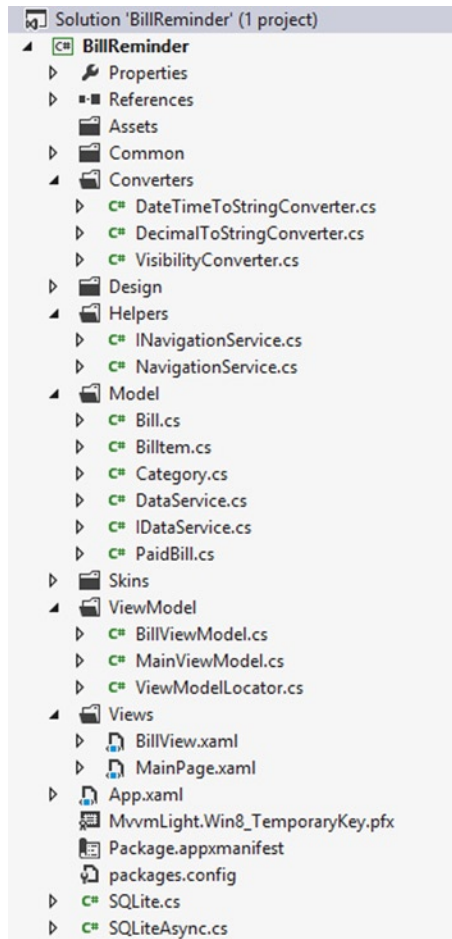 Solution 'BillReminder' (1 project)
C# BillReminder
Properties
References
Assets
Common
Converters
C# DateTimeToStringConverter.cs
C# DecimalToStringConverter.cs
C# VisibilityConverter.cs
Design
Helpers
C# INavigationService.cs
C# NavigationService.cs
Model
C# Bill.cs
C# BillItem.cs
C# Category.cs
C# DataService.cs
C# IDataService.cs
C# PaidBill.cs
Skins
ViewModel
C# BillViewModel.cs
C# MainViewModel.cs
C# ViewModelLocator.cs
Views
BillView.xaml
MainPage.xaml
App.xaml
MvvmLight.Win8_TemporaryKey.pfx
Package.appxmanifest
packages.config
C# SQLite.cs
C# SQLiteAsync.cs